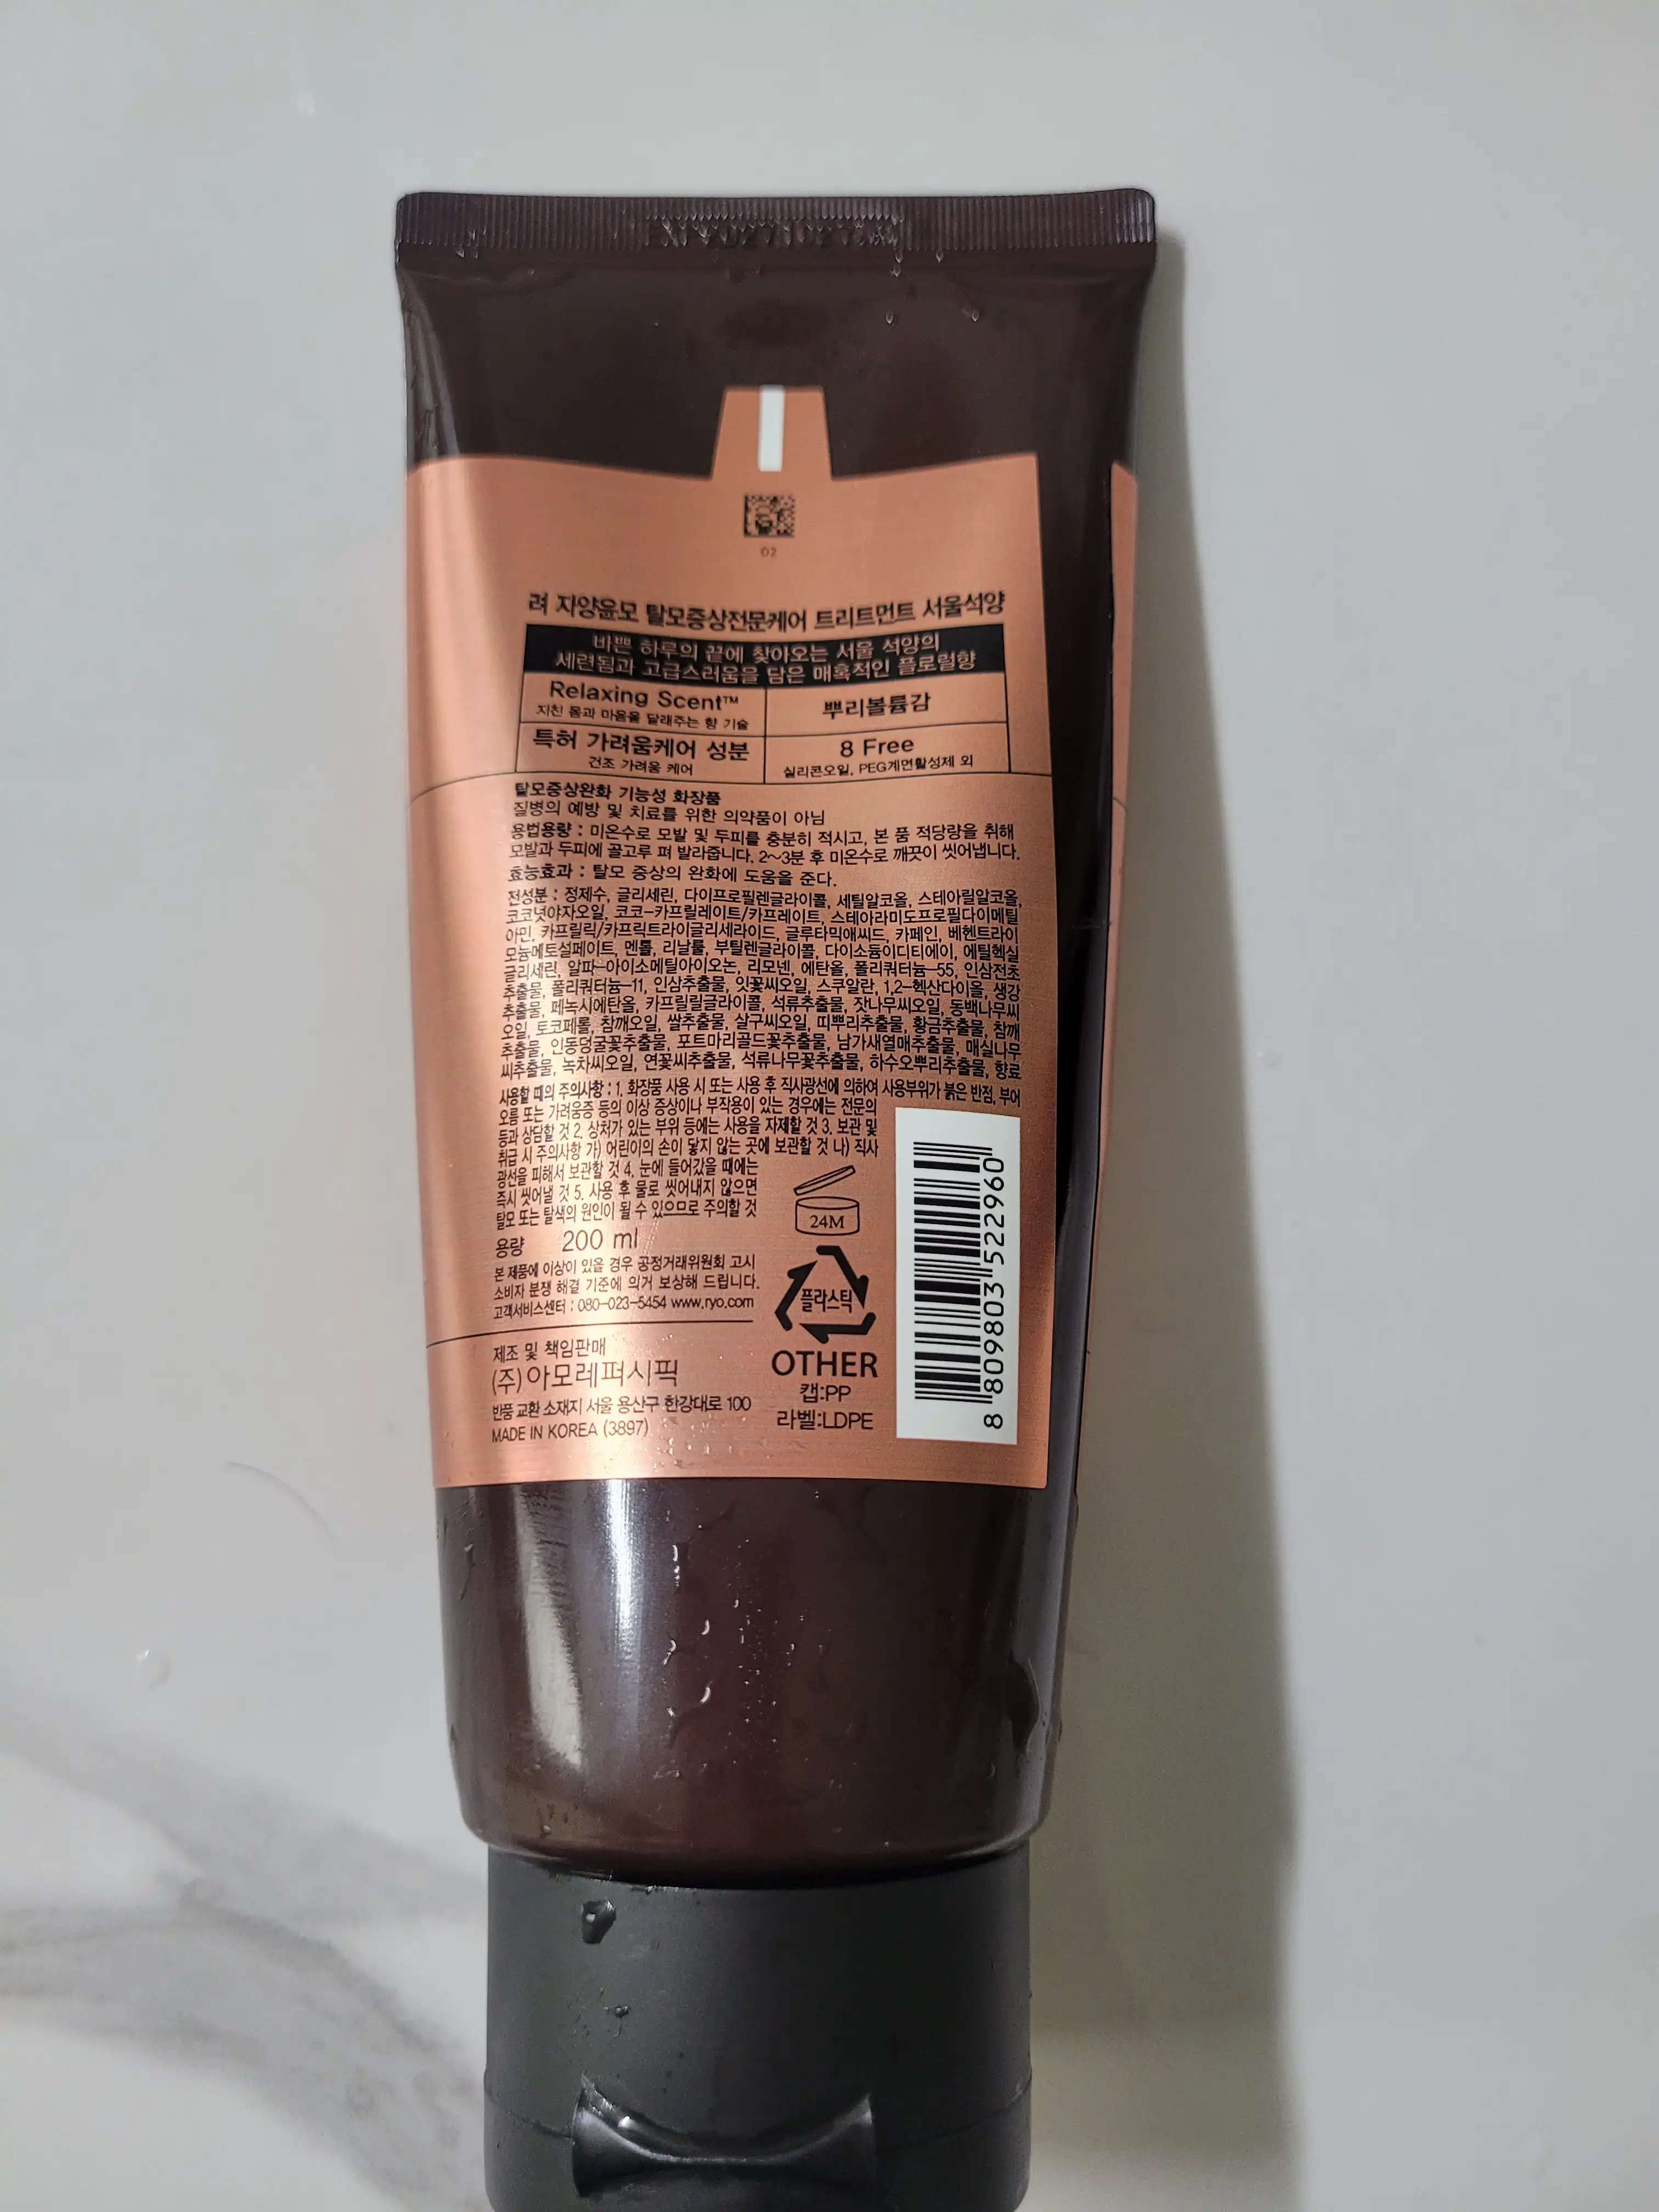 02
려 자양윤모 탈모증상전문케어 트리트먼트 서울석양
바쁜 하루의 끝에 찾아오는 서울 석양의
세련됨과 고급스러움을 담은 매혹적인 플로럴향
Relaxing Scent™
지친 몸과 마음을 달래주는 향 기술
뿌리볼륨감
특허 가려움케어 성분
건조 가려움 케어
8 Free
실리콘오일, PEG계면활성제 외
탈모증상완화 기능성 화장품
질병의 예방 및 치료를 위한 의약품이 아님
용법용량 : 미온수로 모발 및 두피를 충분히 적시고, 본 품 적당량을 취해
모발과 두피에 골고루 펴 발라줍니다. 2~3분 후 미온수로 깨끗이 씻어냅니다.
효능효과 : 탈모 증상의 완화에 도움을 준다.
전성분 : 정제수, 글리세린, 다이프로필렌글라이콜, 세틸알코올, 스테아릴알코올,
코코넛야자오일, 코코-카프릴레이트/카프레이트, 스테아라미도프로필다이메틸
아민, 카프릴릭/카프릭트라이글리세라이드, 글루타믹애씨드, 카페인, 베헨트라이
모늄메토설페이트, 멘톨, 리날룰, 부틸렌글라이콜, 다이소듐이디티에이, 에틸헥실
글리세린, 알파-아이소메틸아이오논, 리모넨, 에탄올, 폴리쿼터늄-55, 인삼전초
추출물, 폴리쿼터늄-11, 인삼추출물, 잇꽃씨오일, 스쿠알란, 1,2-헥산다이올, 생강
추출물, 페녹시에탄올, 카프릴릴글라이콜, 석류추출물, 잣나무씨오일, 동백나무씨
오일, 토코페롤, 참깨오일, 쌀추출물, 살구씨오일, 띠뿌리추출물, 황금추출물, 참깨
추출물, 인동덩굴꽃추출물, 포트마리골드꽃추출물, 남가새열매추출물, 매실나무
씨추출물, 녹차씨오일, 연꽃씨추출물, 석류나무꽃추출물, 하수오뿌리추출물, 향료
사용할 때의 주의사항 : 1. 화장품 사용 시 또는 사용 후 직사광선에 의하여 사용부위가 붉은 반점, 부어
오름 또는 가려움증 등의 이상 증상이나 부작용이 있는 경우에는 전문의
등과 상담할 것 2. 상처가 있는 부위 등에는 사용을 자제할 것 3. 보관 및
취급 시 주의사항 가) 어린이의 손이 닿지 않는 곳에 보관할 것 나) 직사
광선을 피해서 보관할 것 4. 눈에 들어갔을 때에는
즉시 씻어낼 것 5. 사용 후 물로 씻어내지 않으면
탈모 또는 탈색의 원인이 될 수 있으므로 주의할 것
용량 200 ml
본 제품에 이상이 있을 경우 공정거래위원회 고시
소비자 분쟁 해결 기준에 의거 보상해 드립니다.
고객서비스센터 : 080-023-5454 www.ryo.com
제조 및 책임판매
(주)아모레퍼시픽
반품 교환 소재지 서울 용산구 한강대로 100
MADE IN KOREA (3897)
24M
플라스틱
OTHER
캡:PP
라벨:LDPE
8 809803 522960